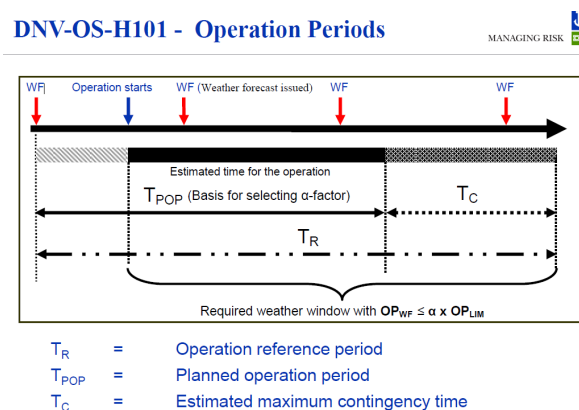 DNV-OS-H101 - Operation Periods
MANAGING RISK
WF Operation starts WF (Weather forecast issued) WF WF
Estimated time for the operation
TPOP (Basis for selecting α-factor) TC
TR
Required weather window with OPWF ≤ α x OPLIM
TR = Operation reference period
TPOP = Planned operation period
TC = Estimated maximum contingency time